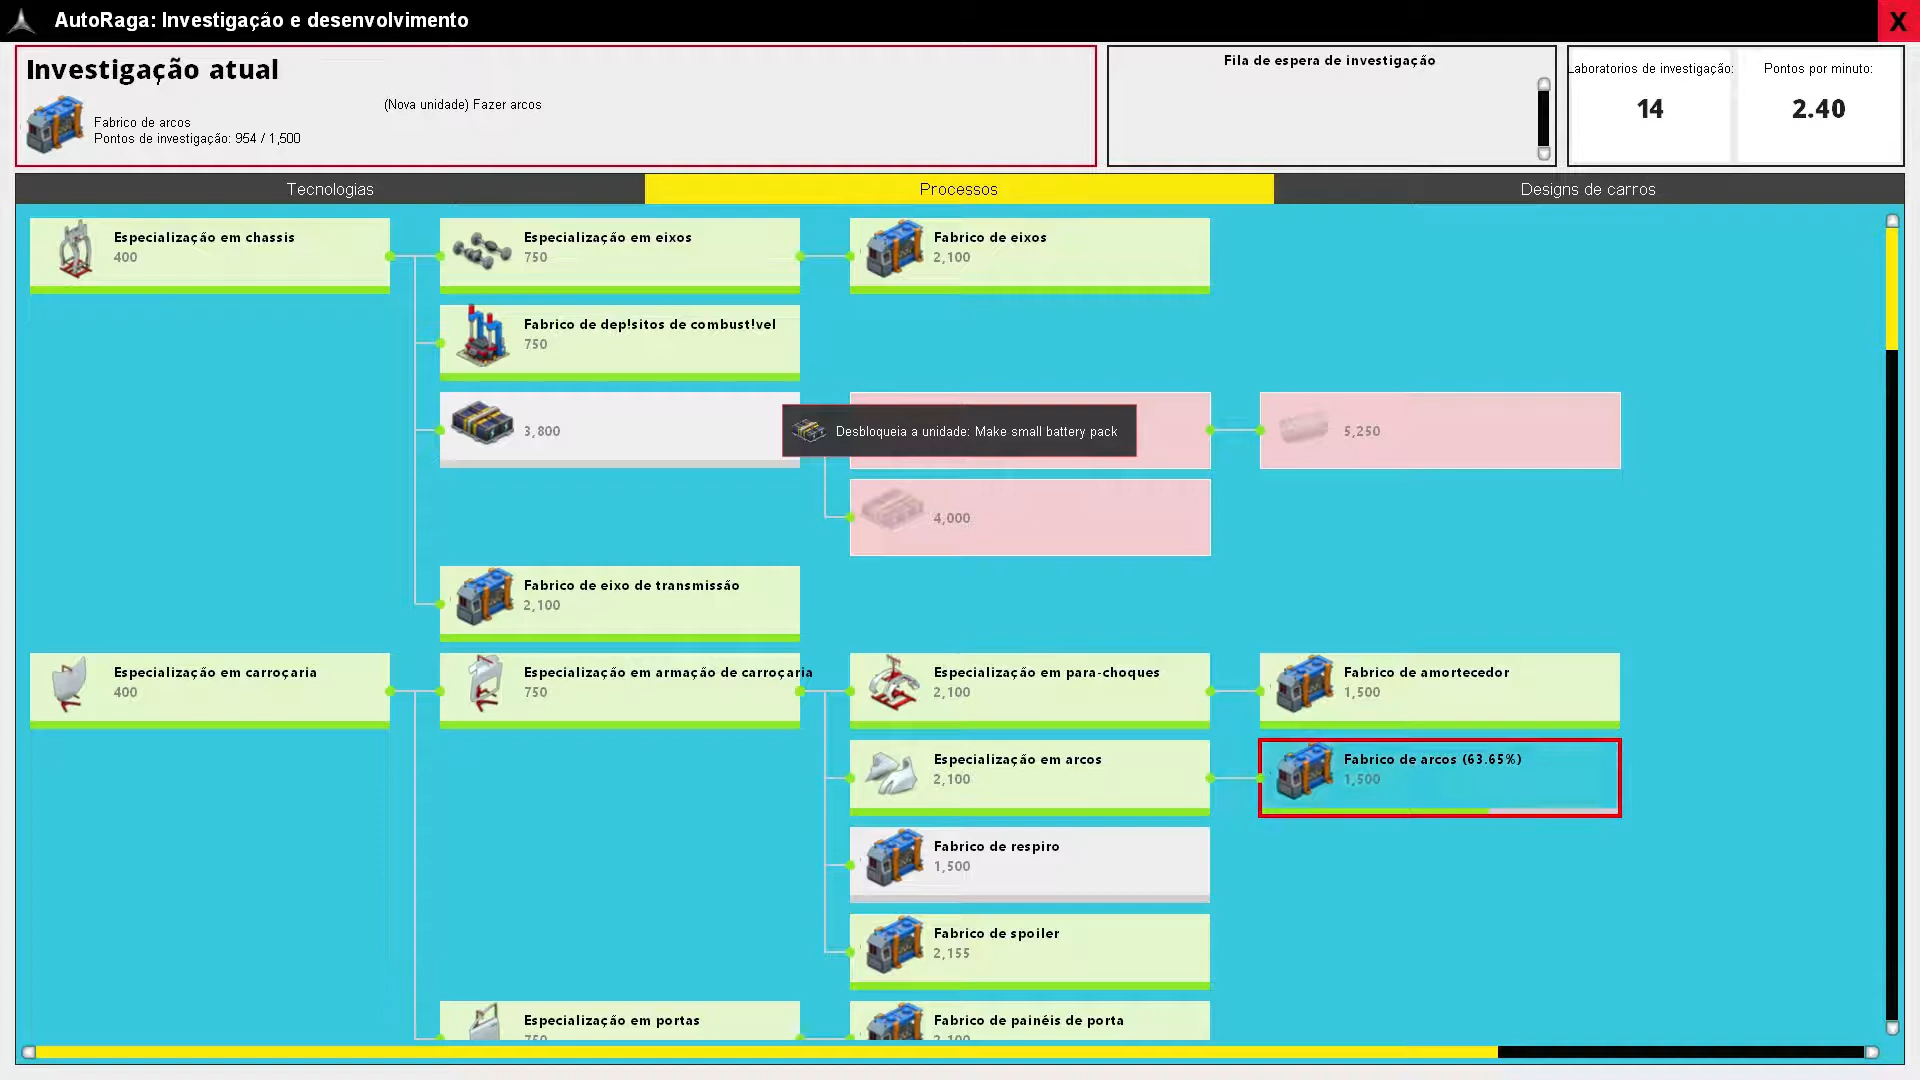 AutoRaga: Investigação e desenvolvimento
X
Investigação atual
(Nova unidade) Fazer arcos
Fabrico de arcos
Pontos de investigação: 954 / 1,500
Fila de espera de investigação
Laboratorios de investigação:
14
Pontos por minuto:
2.40
Tecnologias
Processos
Designs de carros
Especialização em chassis
400
Especialização em eixos
750
Fabrico de eixos
2,100
Fabrico de dep!sitos de combust!vel
750
3,800
Desbloqueia a unidade: Make small battery pack
5,250
4,000
Fabrico de eixo de transmissão
2,100
Especialização em carroçaria
400
Especialização em armação de carroçaria
750
Especialização em para-choques
2,100
Fabrico de amortecedor
1,500
Especialização em arcos
2,100
Fabrico de arcos (63.65%)
1,500
Fabrico de respiro
1,500
Fabrico de spoiler
2,155
Especialização em portas
750
Fabrico de painéis de porta
2,100